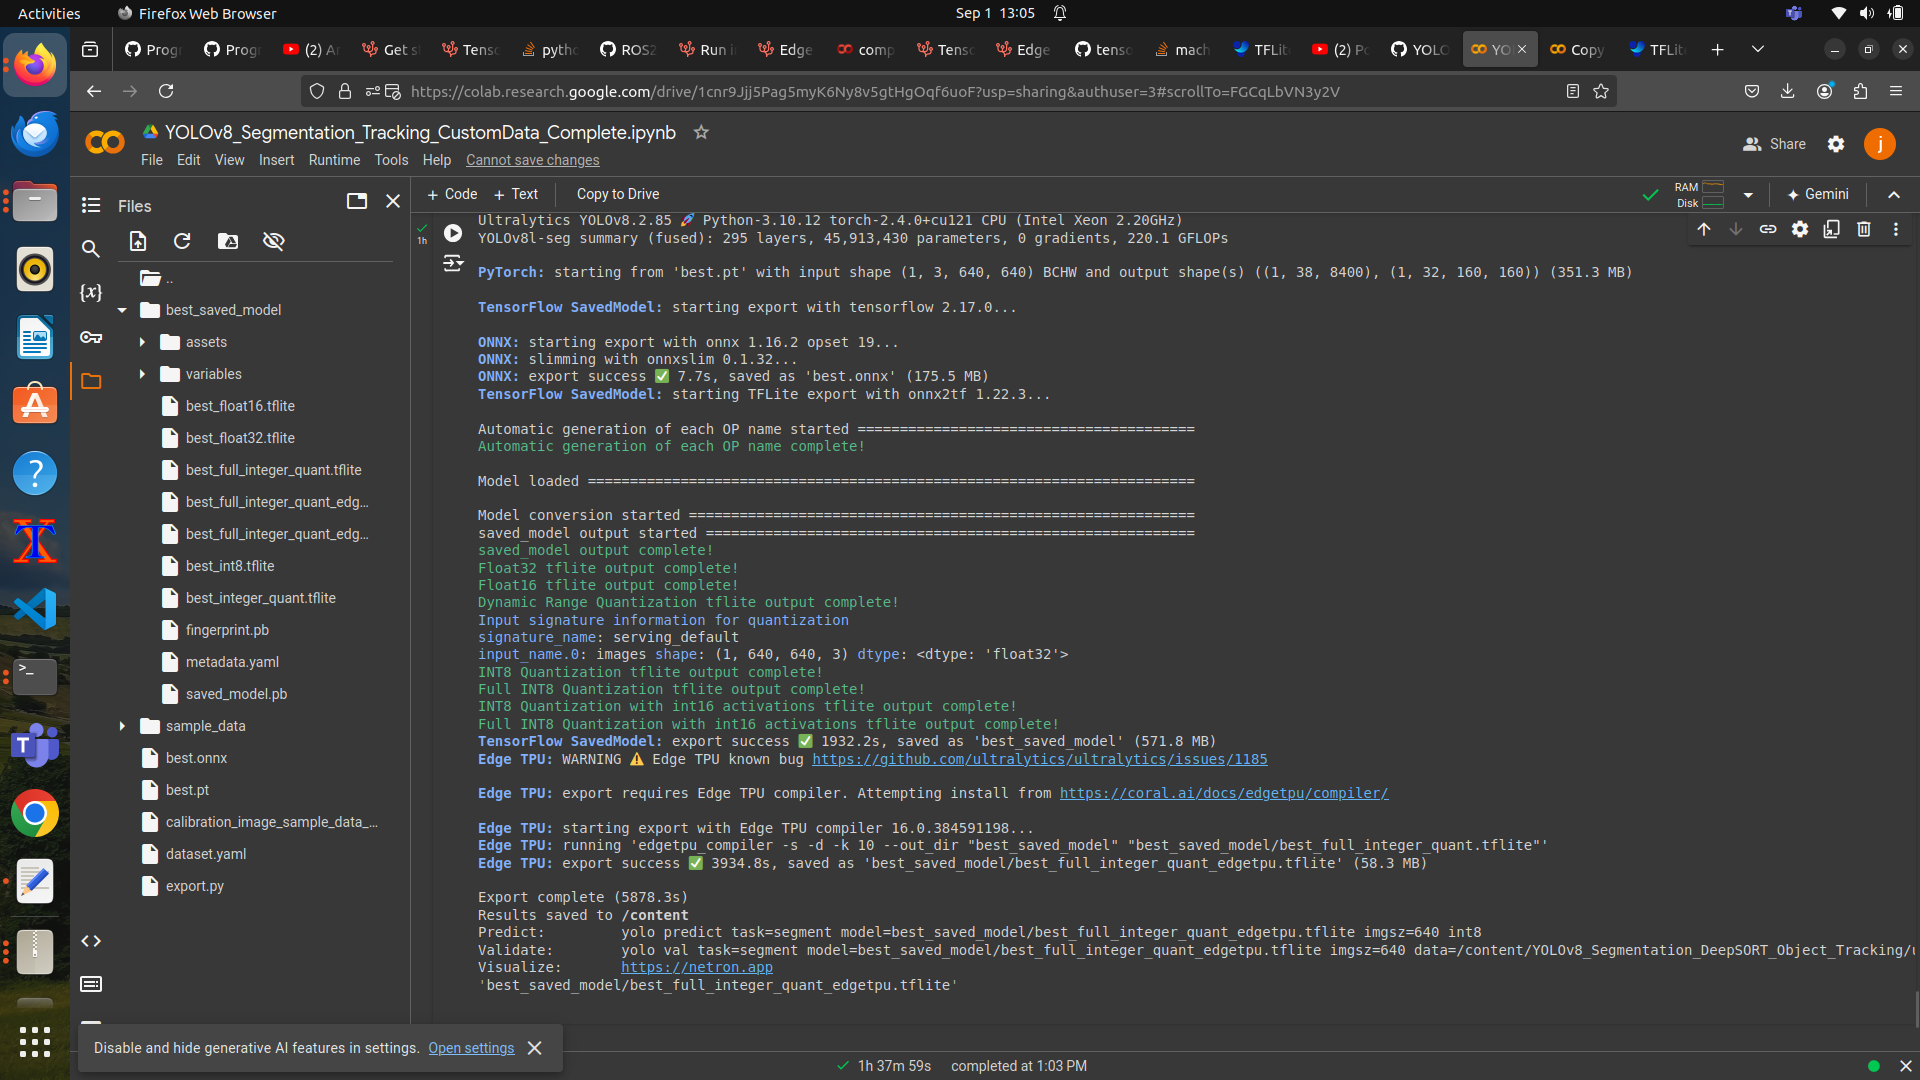 Activities
Firefox Web Browser
Sep 1 13:05
Prog
Prog
(2) A
Get s
Tens
pytho
ROS2
Run i
Edge
comp
Tens
Edge
tenso
mach
TFLit
(2) P
YOLO
YO
Copy
TFLit
https://colab.research.google.com/drive/1cnr9Jjj5Pag5myK6Ny8v5gtHgOqf6uoF?usp=sharing&authuser=3#scrollTo=FGCqLbVN3y2V
YOLOv8_Segmentation_Tracking_CustomData_Complete.ipynb
File Edit View Insert Runtime Tools Help Cannot save changes
Share
j
Files
+ Code + Text Copy to Drive
RAM
Disk
Gemini
..
best_saved_model
assets
variables
best_float16.tflite
best_float32.tflite
best_full_integer_quant.tflite
best_full_integer_quant_edg...
best_full_integer_quant_edg...
best_int8.tflite
best_integer_quant.tflite
fingerprint.pb
metadata.yaml
saved_model.pb
sample_data
best.onnx
best.pt
calibration_image_sample_data_...
dataset.yaml
export.py
1h
Ultralytics YOLOv8.2.85 🚀 Python-3.10.12 torch-2.4.0+cu121 CPU (Intel Xeon 2.20GHz)
YOLOv8l-seg summary (fused): 295 layers, 45,913,430 parameters, 0 gradients, 220.1 GFLOPs
PyTorch: starting from 'best.pt' with input shape (1, 3, 640, 640) BCHW and output shape(s) ((1, 38, 8400), (1, 32, 160, 160)) (351.3 MB)
TensorFlow SavedModel: starting export with tensorflow 2.17.0...
ONNX: starting export with onnx 1.16.2 opset 19...
ONNX: slimming with onnxslim 0.1.32...
ONNX: export success ✅ 7.7s, saved as 'best.onnx' (175.5 MB)
TensorFlow SavedModel: starting TFLite export with onnx2tf 1.22.3...
Automatic generation of each OP name started ========================================
Automatic generation of each OP name complete!
Model loaded ========================================================================
Model conversion started ============================================================
saved_model output started ==========================================================
saved_model output complete!
Float32 tflite output complete!
Float16 tflite output complete!
Dynamic Range Quantization tflite output complete!
Input signature information for quantization
signature_name: serving_default
input_name.0: images shape: (1, 640, 640, 3) dtype: <dtype: 'float32'>
INT8 Quantization tflite output complete!
Full INT8 Quantization tflite output complete!
INT8 Quantization with int16 activations tflite output complete!
Full INT8 Quantization with int16 activations tflite output complete!
TensorFlow SavedModel: export success ✅ 1932.2s, saved as 'best_saved_model' (571.8 MB)
Edge TPU: WARNING ⚠️ Edge TPU known bug https://github.com/ultralytics/ultralytics/issues/1185
Edge TPU: export requires Edge TPU compiler. Attempting install from https://coral.ai/docs/edgetpu/compiler/
Edge TPU: starting export with Edge TPU compiler 16.0.384591198...
Edge TPU: running 'edgetpu_compiler -s -d -k 10 --out_dir "best_saved_model" "best_saved_model/best_full_integer_quant.tflite"'
Edge TPU: export success ✅ 3934.8s, saved as 'best_saved_model/best_full_integer_quant_edgetpu.tflite' (58.3 MB)
Export complete (5878.3s)
Results saved to /content
Predict: yolo predict task=segment model=best_saved_model/best_full_integer_quant_edgetpu.tflite imgsz=640 int8
Validate: yolo val task=segment model=best_saved_model/best_full_integer_quant_edgetpu.tflite imgsz=640 data=/content/YOLOv8_Segmentation_DeepSORT_Object_Tracking/u
Visualize: https://netron.app
'best_saved_model/best_full_integer_quant_edgetpu.tflite'
Disable and hide generative AI features in settings. Open settings
1h 37m 59s completed at 1:03 PM